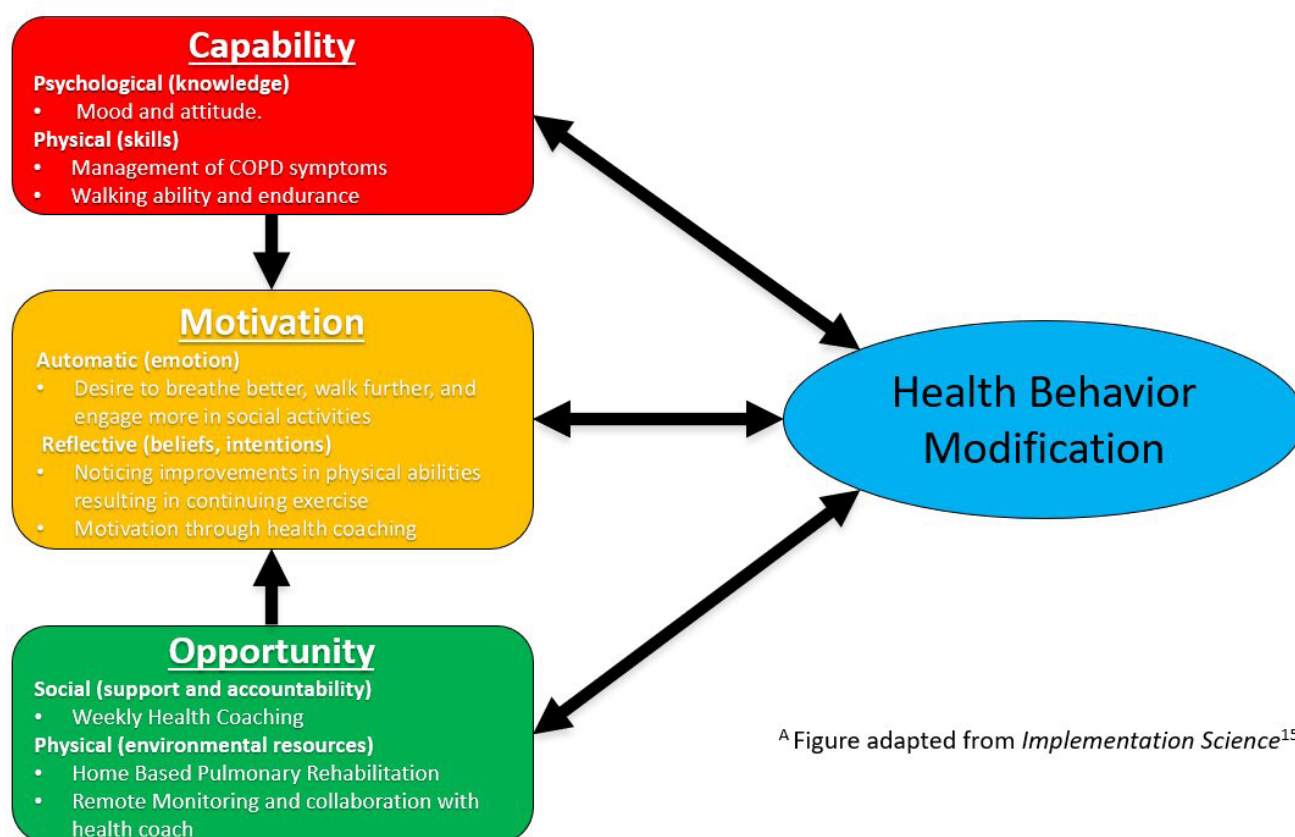 Capability
Psychological (knowledge)
• Mood and attitude.
Physical (skills)
• Management of COPD symptoms
• Walking ability and endurance
Motivation
Automatic (emotion)
• Desire to breathe better, walk further, and
engage more in social activities
Reflective (beliefs, intentions)
• Noticing improvements in physical abilities
resulting in continuing exercise
• Motivation through health coaching
Opportunity
Social (support and accountability)
• Weekly Health Coaching
Physical (environmental resources)
• Home Based Pulmonary Rehabilitation
• Remote Monitoring and collaboration with
health coach
Health Behavior
Modification
A Figure adapted from Implementation Science15